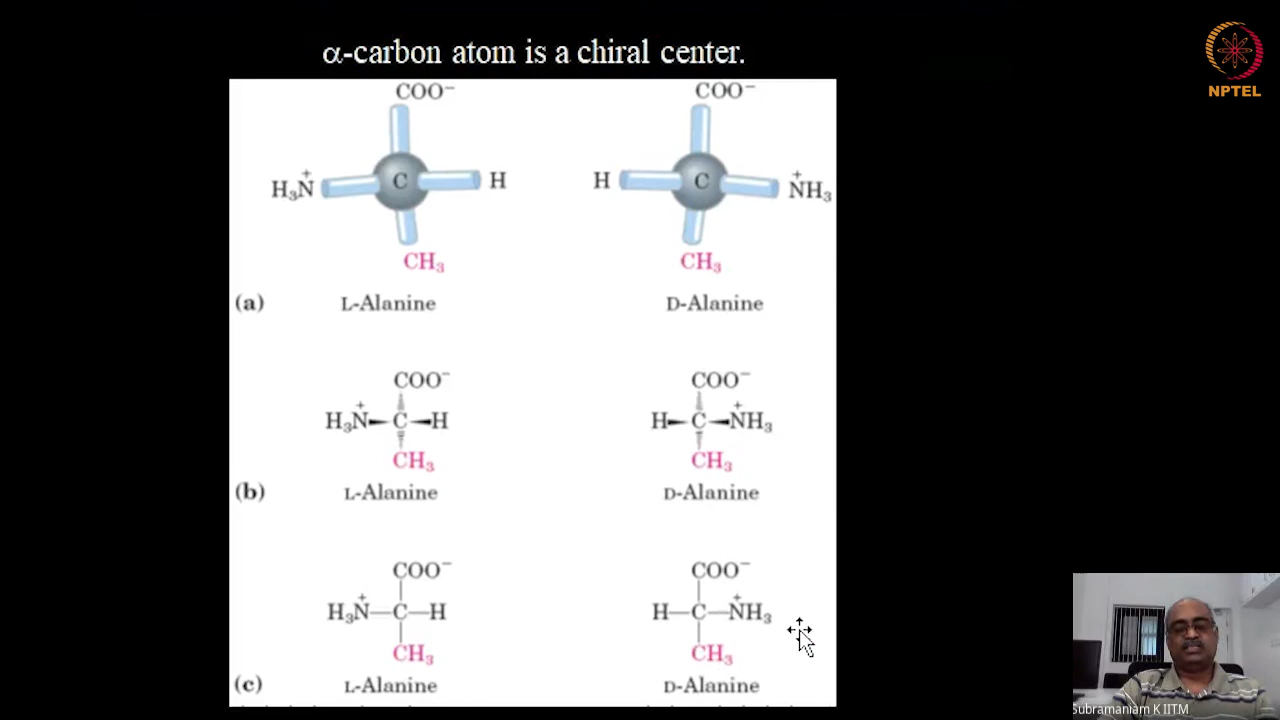 α-carbon atom is a chiral center.
NPTEL
COO⁻ COO⁻
H₃N⁺ C H H C ⁺NH₃
CH₃ CH₃
(a) L-Alanine D-Alanine
COO⁻ COO⁻
H₃N⁺ C H H C ⁺NH₃
CH₃ CH₃
(b) L-Alanine D-Alanine
COO⁻ COO⁻
H₃N⁺—C—H H—C—⁺NH₃
CH₃ CH₃
(c) L-Alanine D-Alanine
Subramaniam K IITM